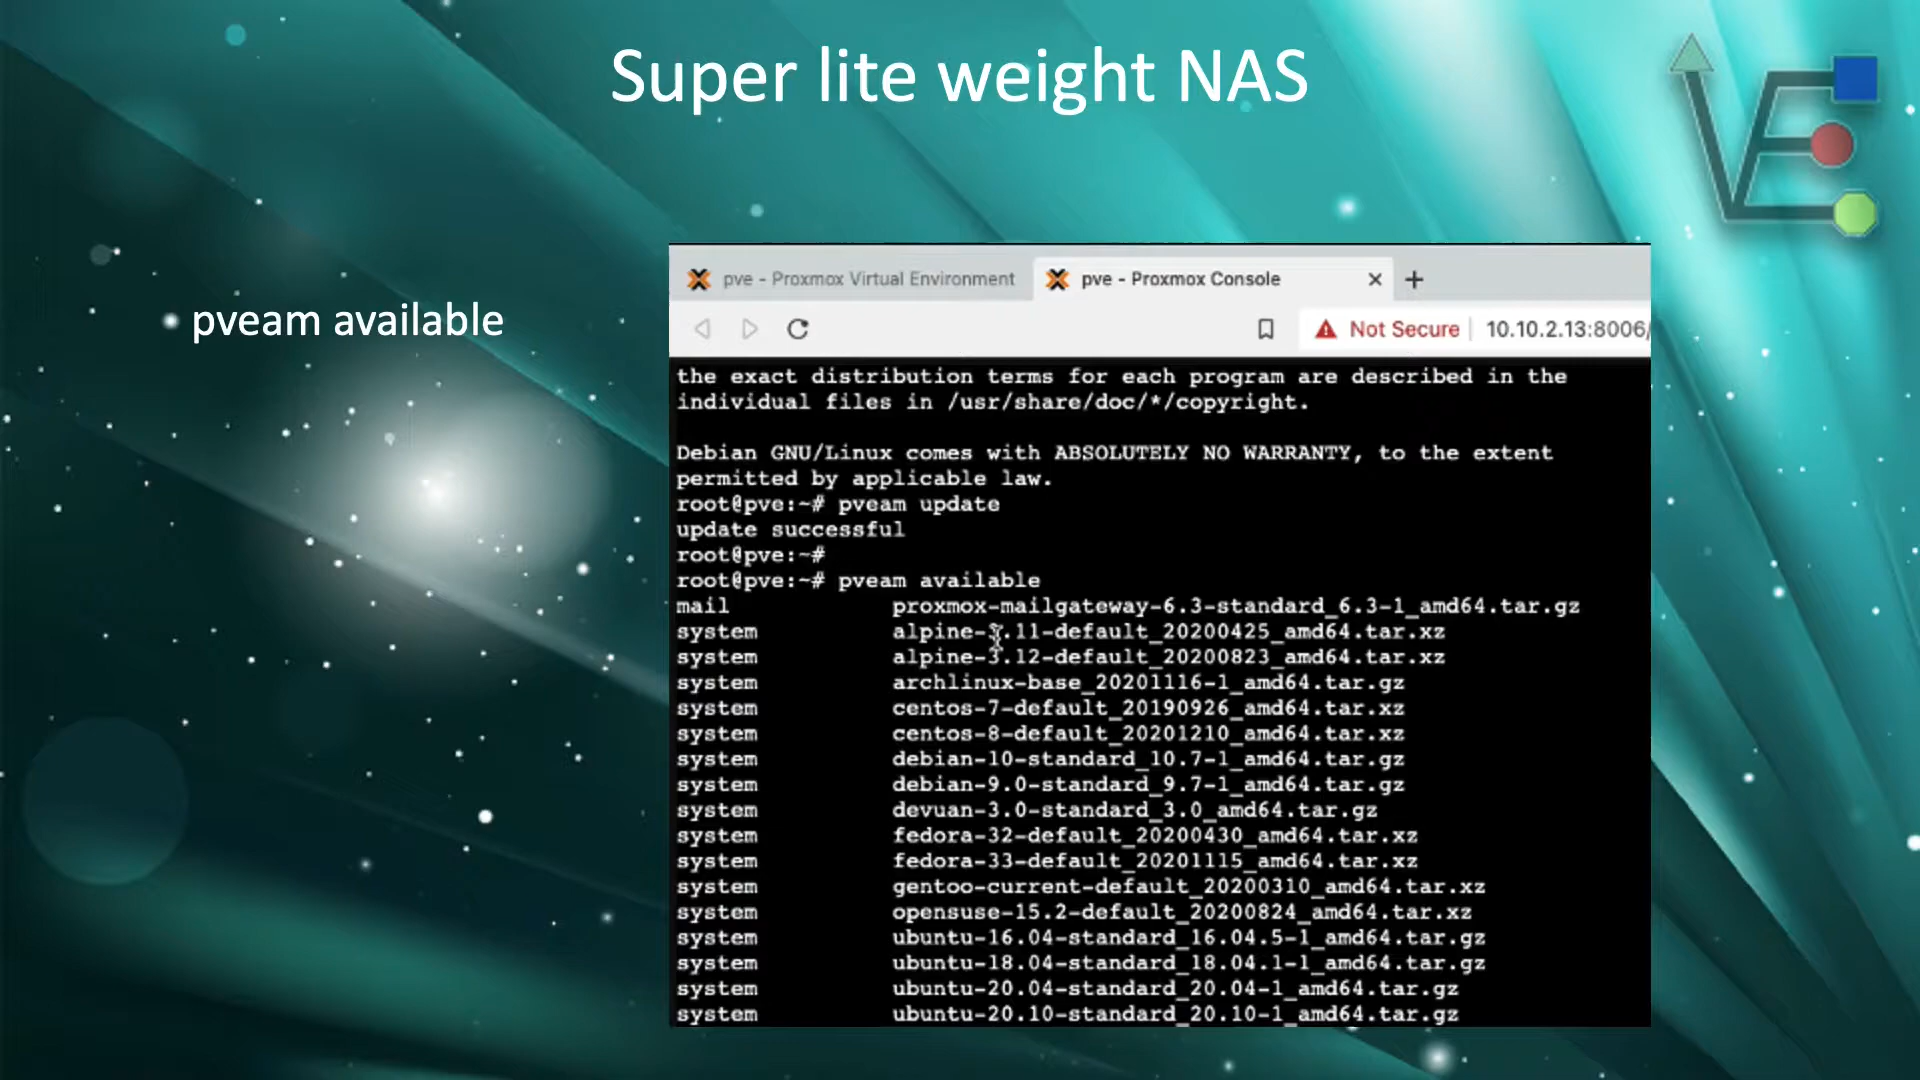 Super lite weight NAS
pveam available
pve - Proxmox Virtual Environment
pve - Proxmox Console
Not Secure
10.10.2.13:8006/
the exact distribution terms for each program are described in the
individual files in /usr/share/doc/*/copyright.
Debian GNU/Linux comes with ABSOLUTELY NO WARRANTY, to the extent
permitted by applicable law.
root@pve:~# pveam update
update successful
root@pve:~#
root@pve:~# pveam available
mail proxmox-mailgateway-6.3-standard_6.3-1_amd64.tar.gz
system alpine-3.11-default_20200425_amd64.tar.xz
system alpine-3.12-default_20200823_amd64.tar.xz
system archlinux-base_20201116-1_amd64.tar.gz
system centos-7-default_20190926_amd64.tar.xz
system centos-8-default_20201210_amd64.tar.xz
system debian-10-standard_10.7-1_amd64.tar.gz
system debian-9.0-standard_9.7-1_amd64.tar.gz
system devuan-3.0-standard_3.0_amd64.tar.gz
system fedora-32-default_20200430_amd64.tar.xz
system fedora-33-default_20201115_amd64.tar.xz
system gentoo-current-default_20200310_amd64.tar.xz
system opensuse-15.2-default_20200824_amd64.tar.xz
system ubuntu-16.04-standard_16.04.5-1_amd64.tar.gz
system ubuntu-18.04-standard_18.04.1-1_amd64.tar.gz
system ubuntu-20.04-standard_20.04-1_amd64.tar.gz
system ubuntu-20.10-standard_20.10-1_amd64.tar.gz
VE